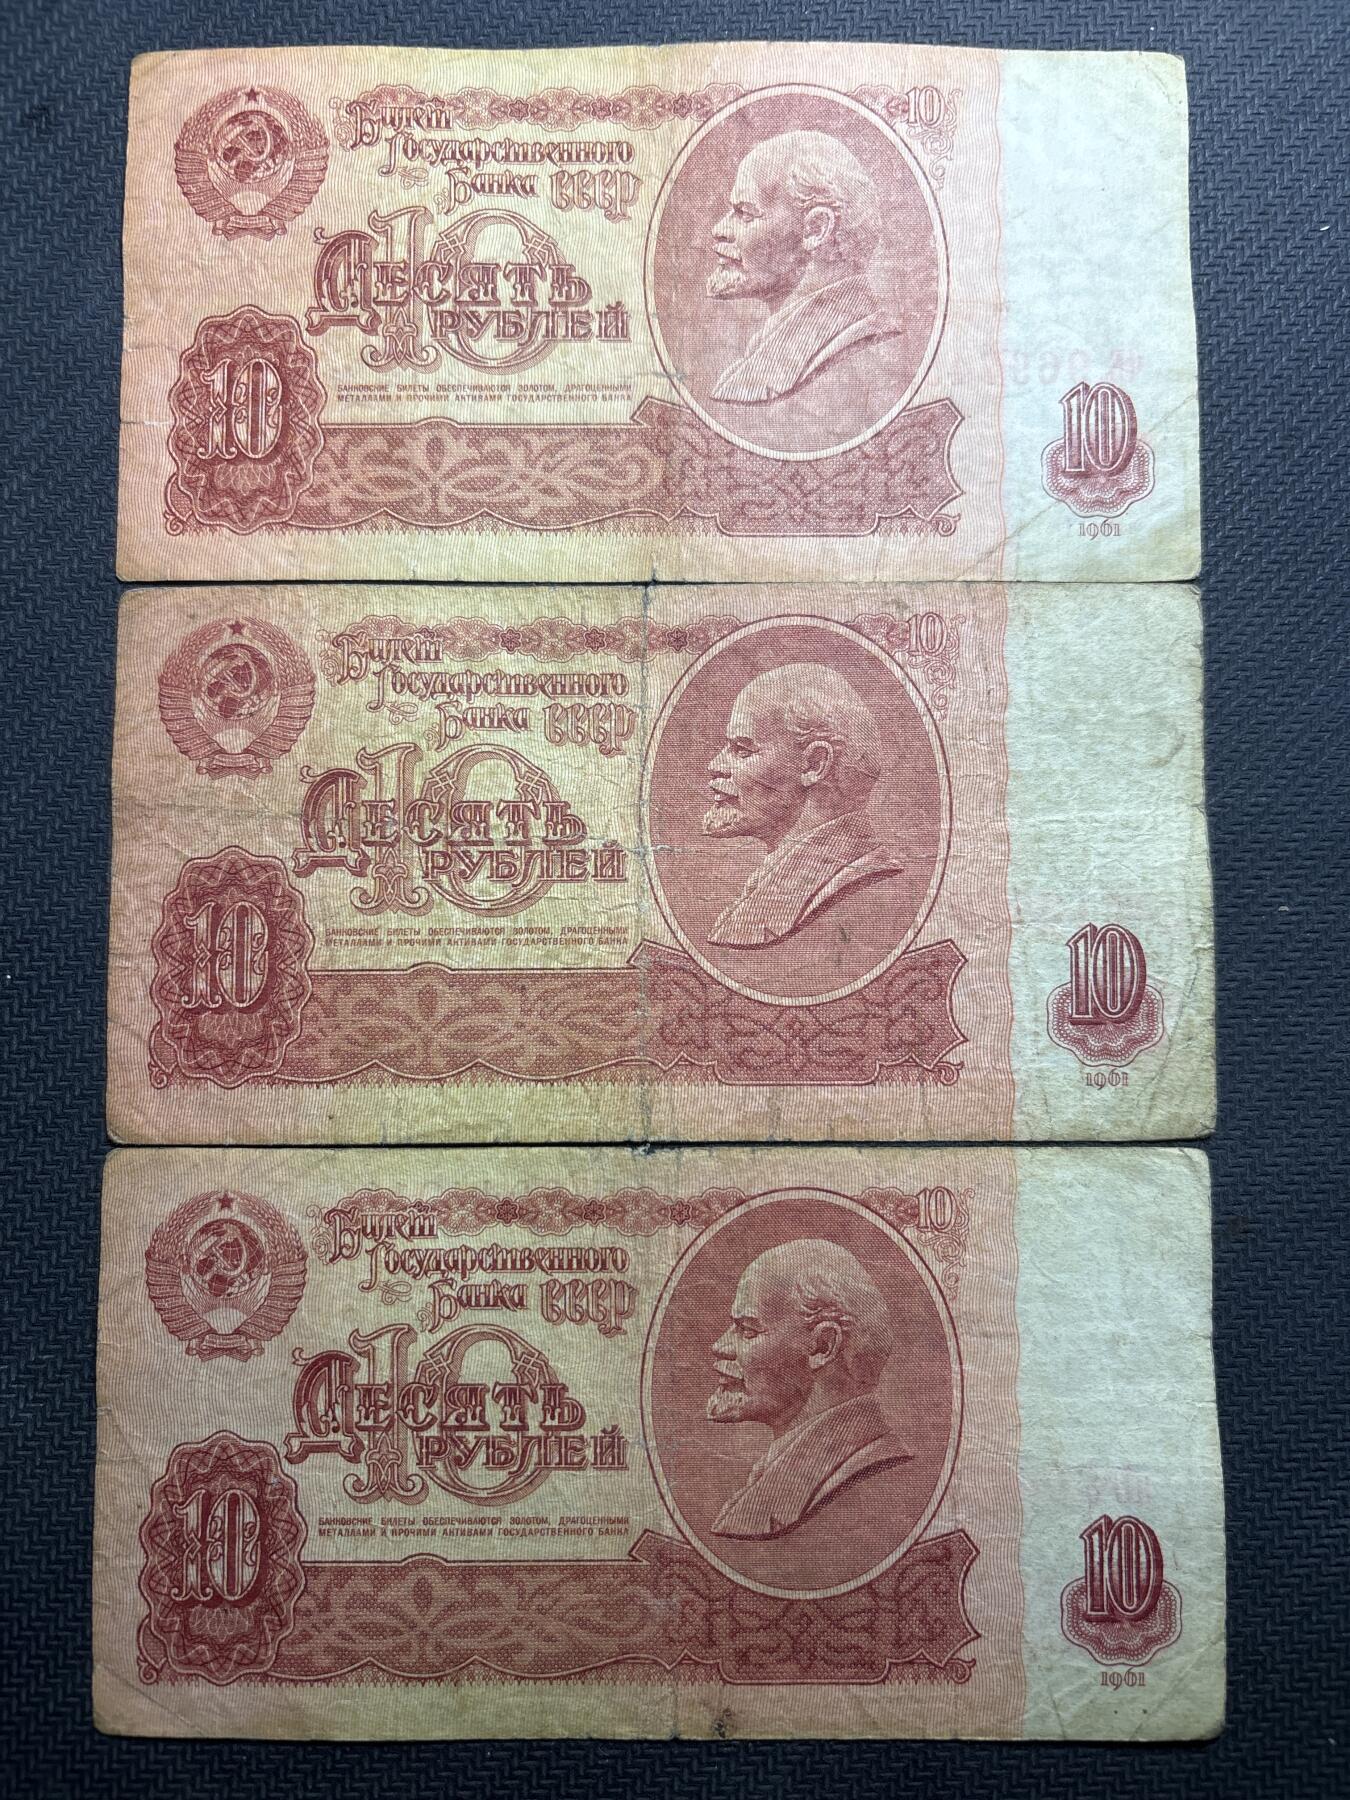 Билет
Государственного
Банка СССР
10
10
Десять
рублей
10
БАНКОВСКИЕ БИЛЕТЫ ОБЕСПЕЧИВАЮТСЯ ЗОЛОТОМ, ДРАГОЦЕННЫМИ
МЕТАЛЛАМИ И ПРОЧИМИ АКТИВАМИ ГОСУДАРСТВЕННОГО БАНКА
10
1961
Билет
Государственного
Банка СССР
10
10
Десять
рублей
10
БАНКОВСКИЕ БИЛЕТЫ ОБЕСПЕЧИВАЮТСЯ ЗОЛОТОМ, ДРАГОЦЕННЫМИ
МЕТАЛЛАМИ И ПРОЧИМИ АКТИВАМИ ГОСУДАРСТВЕННОГО БАНКА
10
1961
Билет
Государственного
Банка СССР
10
10
Десять
рублей
10
БАНКОВСКИЕ БИЛЕТЫ ОБЕСПЕЧИВАЮТСЯ ЗОЛОТОМ, ДРАГОЦЕННЫМИ
МЕТАЛЛАМИ И ПРОЧИМИ АКТИВАМИ ГОСУДАРСТВЕННОГО БАНКА
10
1961